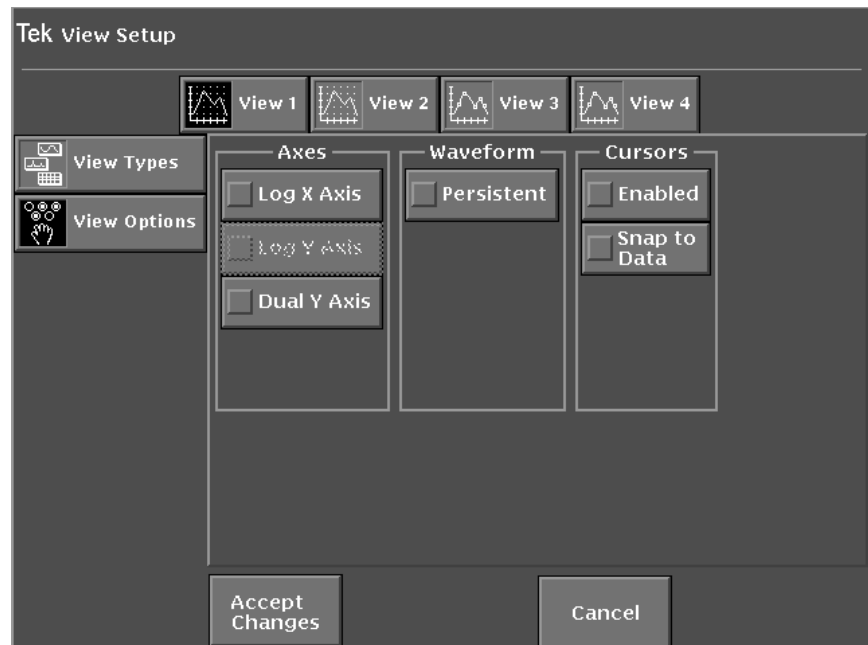 Tek View Setup
View 1 View 2 View 3 View 4
View Types
View Options
Axes
Log X Axis
Log Y Axis
Dual Y Axis
Waveform
Persistent
Cursors
Enabled
Snap to
Data
Accept
Changes
Cancel